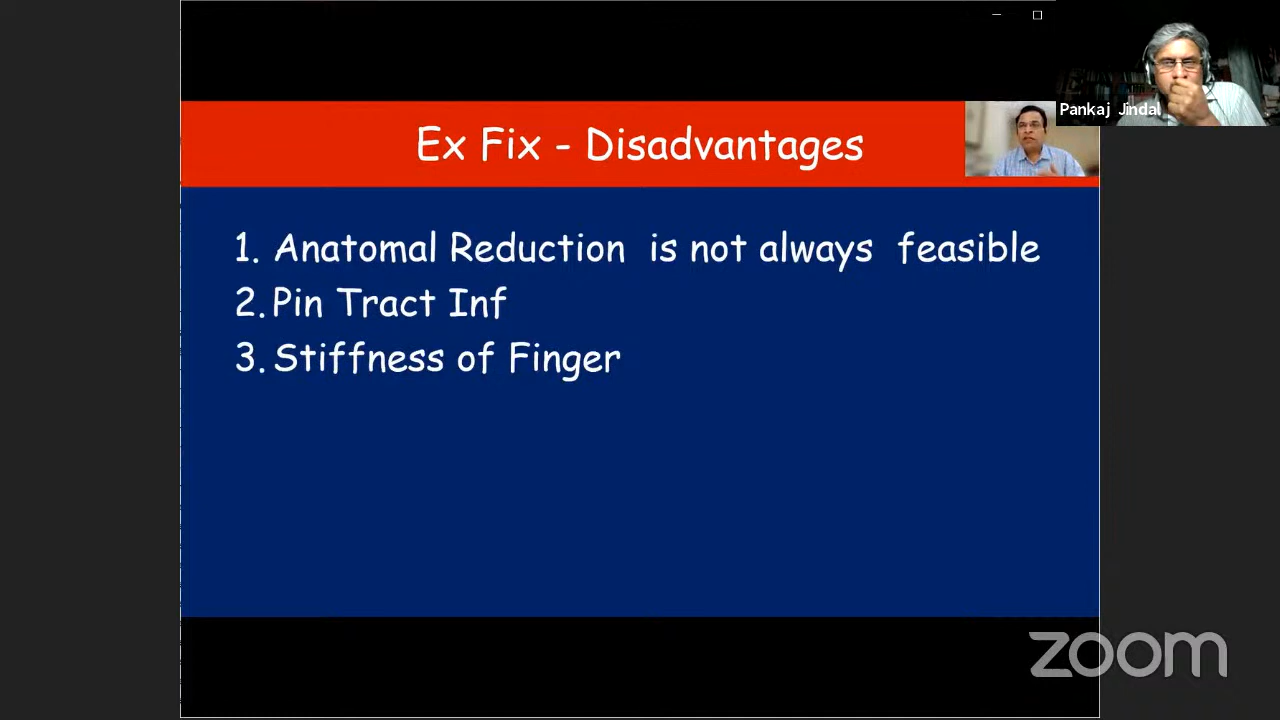 Pankaj Jindal
Ex Fix - Disadvantages
1. Anatomal Reduction is not always feasible
2. Pin Tract Inf
3. Stiffness of Finger
zoom